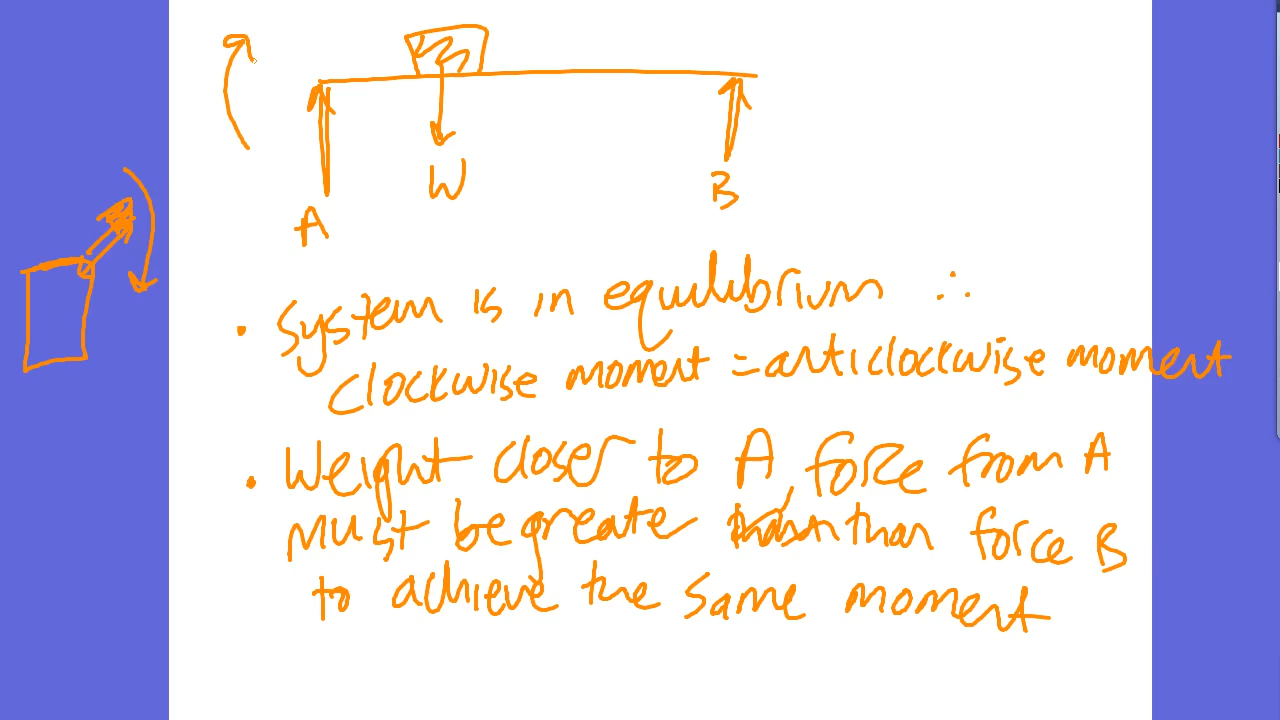 W
B
A
• System is in equilibrium ∴
clockwise moment = anticlockwise moment
• Weight closer to A, force from A
must be greater than force B
to achieve the same moment